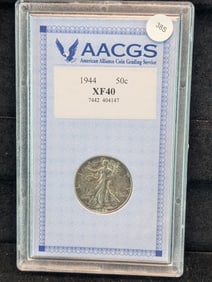 385
AACGS
American Alliance Coin Grading Service
1944 50c
XF40
7442 404147